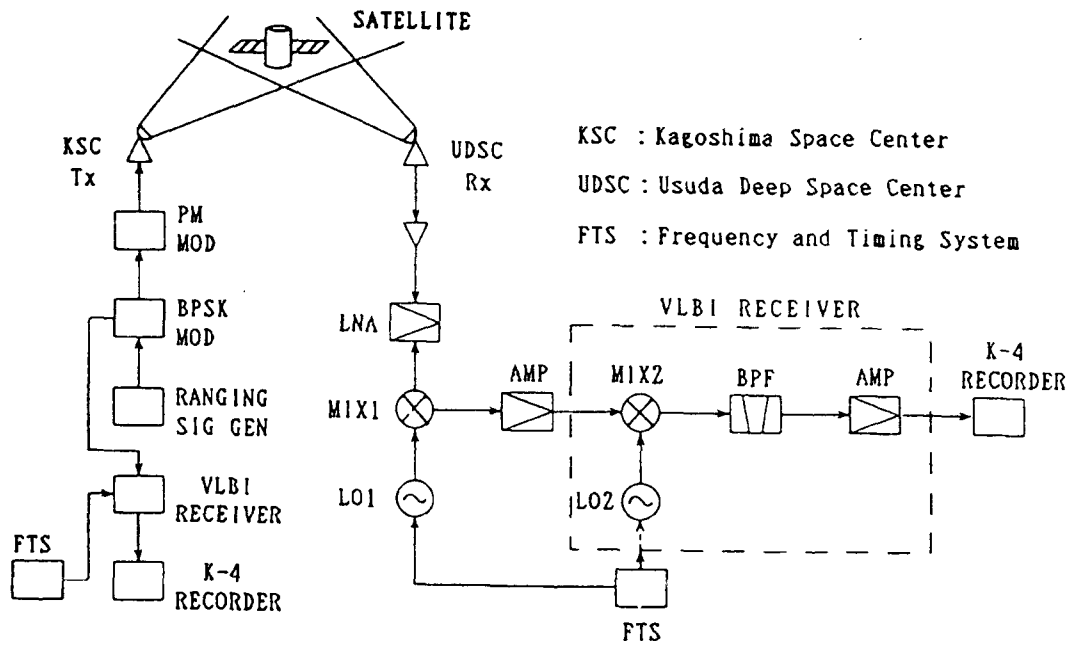 SATELLITE
KSC
Tx
UDSC
Rx
KSC : Kagoshima Space Center
UDSC : Usuda Deep Space Center
FTS : Frequency and Timing System
PM
MOD
BPSK
MOD
RANGING
SIG GEN
VLBI
RECEIVER
FTS
K-4
RECORDER
LNA
MIX1
AMP
LO1
VLBI RECEIVER
MIX2
BPF
AMP
LO2
K-4
RECORDER
FTS